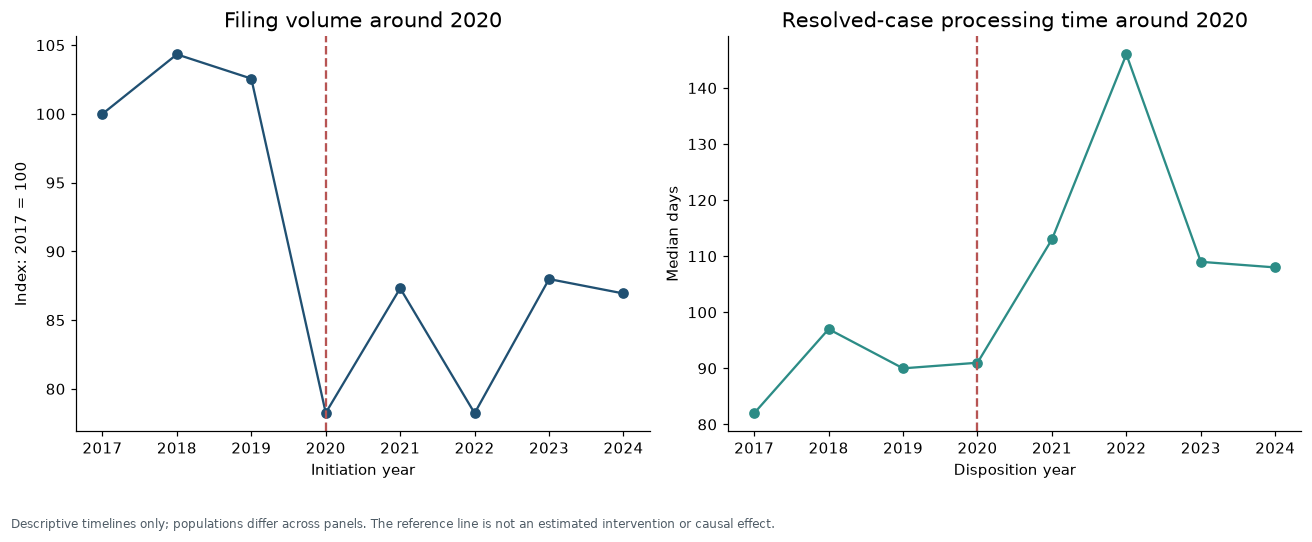 Filing volume around 2020
105
100
95
90
85
80
Index: 2017 = 100
2017 2018 2019 2020 2021 2022 2023 2024
Initiation year
Resolved-case processing time around 2020
140
130
120
110
100
90
80
Median days
2017 2018 2019 2020 2021 2022 2023 2024
Disposition year
Descriptive timelines only; populations differ across panels. The reference line is not an estimated intervention or causal effect.